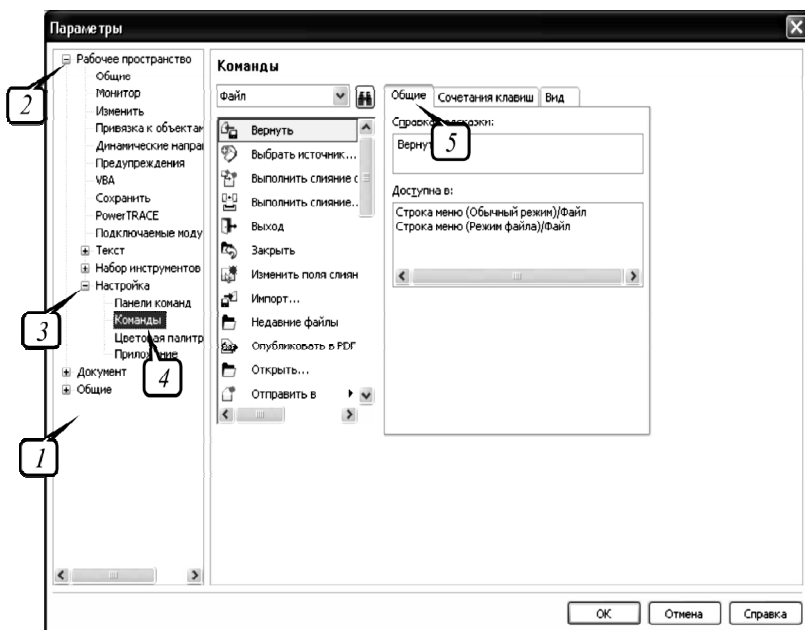 Параметры
Рабочее пространство
Общие
Монитор
Изменить
Привязка к объектам
Динамические направ
Предупреждения
VBA
Сохранить
PowerTRACE
Подключаемые моду
Текст
Набор инструментов
Настройка
Панели команд
Команды
Цветовая палитр
Приложение
Документ
Общие
1
2
3
4
Команды
Файл
Вернуть
Выбрать источник...
Выполнить слияние с
Выполнить слияние..
Выход
Закрыть
Изменить поля слиян
Импорт...
Недавние файлы
Опубликовать в PDF
Открыть...
Отправить в
Общие Сочетания клавиш Вид
5
Доступна в:
Строка меню (Обычный режим)/Файл
Строка меню (Режим файла)/Файл
OK Отмена Справка